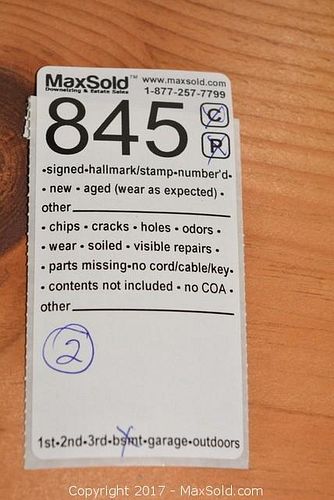 MaxSold™ www.maxsold.com
Downsizing & Estate Sales 1-877-257-7799
845 C
P
•signed•hallmark/stamp•number'd•
• new • aged (wear as expected) •
other
• chips • cracks • holes • odors •
• wear • soiled • visible repairs •
• parts missing•no cord/cable/key•
• contents not included • no COA •
other
2
1st•2nd•3rd•bsmt•garage•outdoors
Copyright 2017 - MaxSold.com